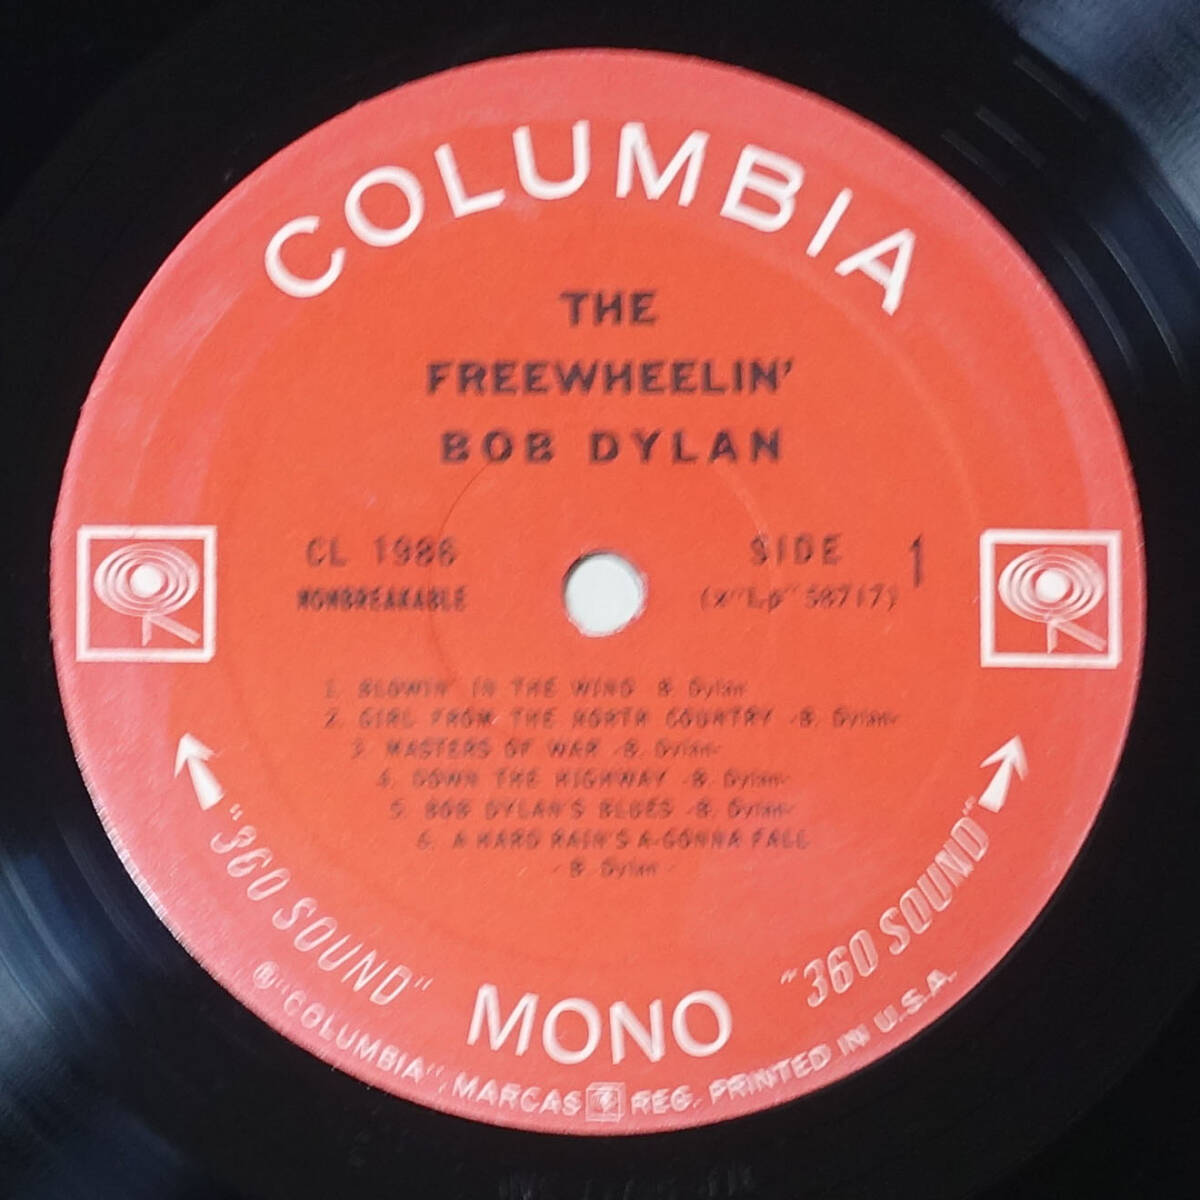 COLUMBIA
THE
FREEWHEELIN'
BOB DYLAN
CL 1986
NONBREAKABLE
SIDE 1
(x"Lp" 58717)
1. BLOWIN' IN THE WIND -B. Dylan-
2. GIRL FROM THE NORTH COUNTRY -B. Dylan-
3. MASTERS OF WAR -B. Dylan-
4. DOWN THE HIGHWAY -B. Dylan-
5. BOB DYLAN'S BLUES -B. Dylan-
6. A HARD RAIN'S A-GONNA FALL
- B. Dylan -
"360 SOUND"
MONO
"360 SOUND"
® "COLUMBIA", MARCAS REG. PRINTED IN U.S.A.